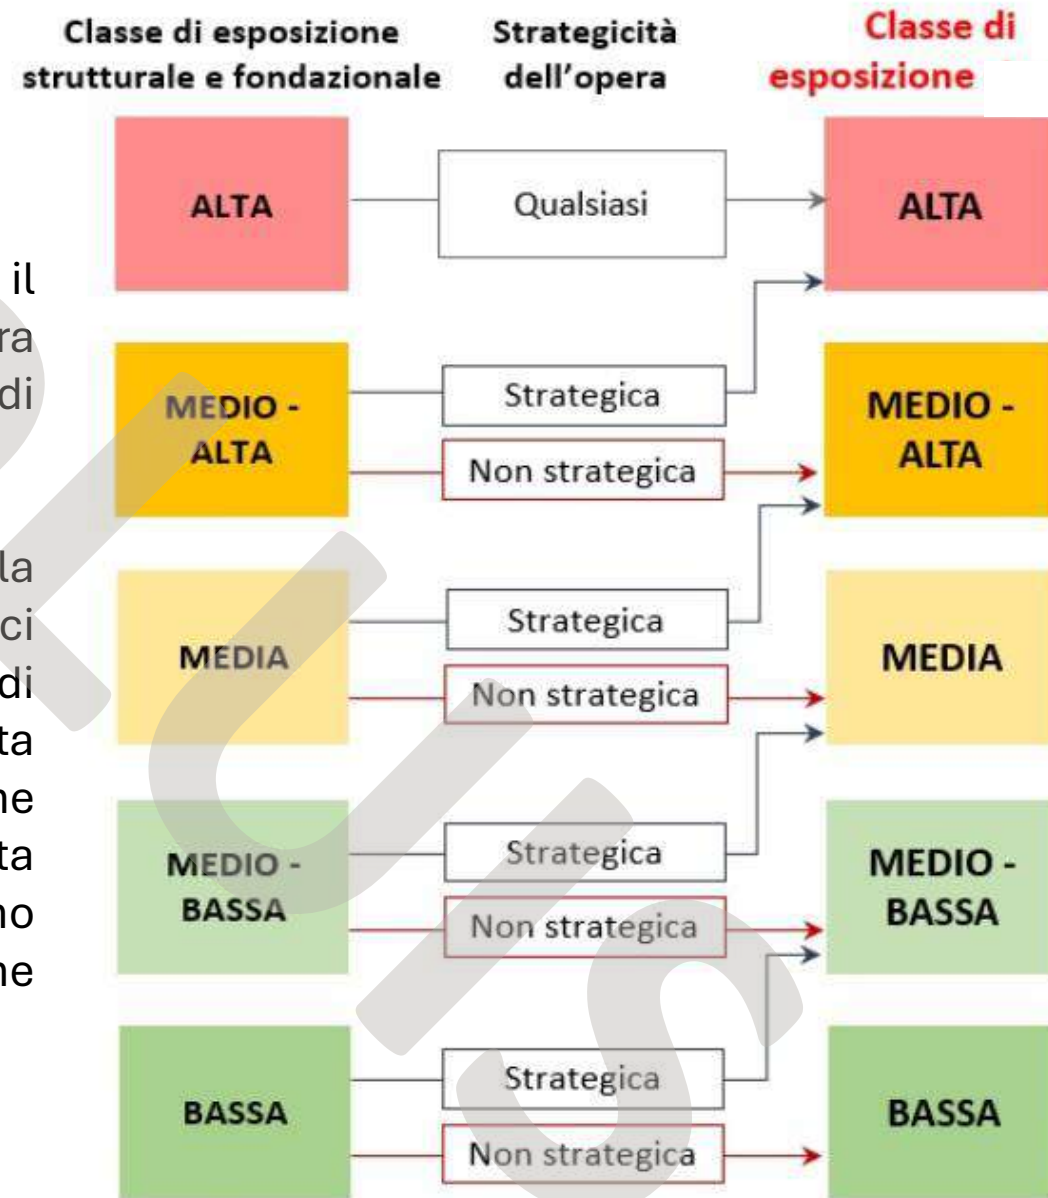 Classe di esposizione
strutturale e fondazionale
Strategicità
dell'opera
Classe di
esposizione
ALTA
Qualsiasi
ALTA
il
ra
di
MEDIO -
ALTA
Strategica
Non strategica
MEDIO -
ALTA
la
ci
di
ta
ne
ta
no
ne
MEDIA
Strategica
Non strategica
MEDIA
MEDIO -
BASSA
Strategica
Non strategica
MEDIO -
BASSA
BASSA
Strategica
Non strategica
BASSA